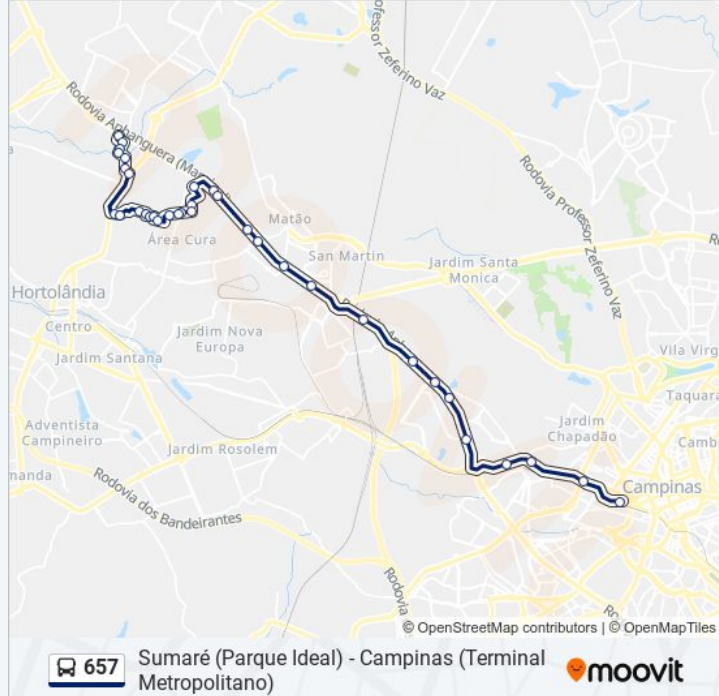 Professor Zeferino Vaz
Rodovia Anhanguera
Rodovia Professor Zeferino Vaz
Matão
Área Cura
San Martin
Jardim Santa
Monica
Hortolândia
Centro
Jardim Nova
Europa
Jardim Santana
Vila Virg
Taquara
Adventista
Campineiro
Jardim Rosolem
Jardim
Chapadão
Camb
manda
Campinas
Rodovia dos Bandeirantes
Rodovia
Ro
© OpenStreetMap contributors | © OpenMapTiles
657
Sumaré (Parque Ideal) - Campinas (Terminal
Metropolitano)
moovit